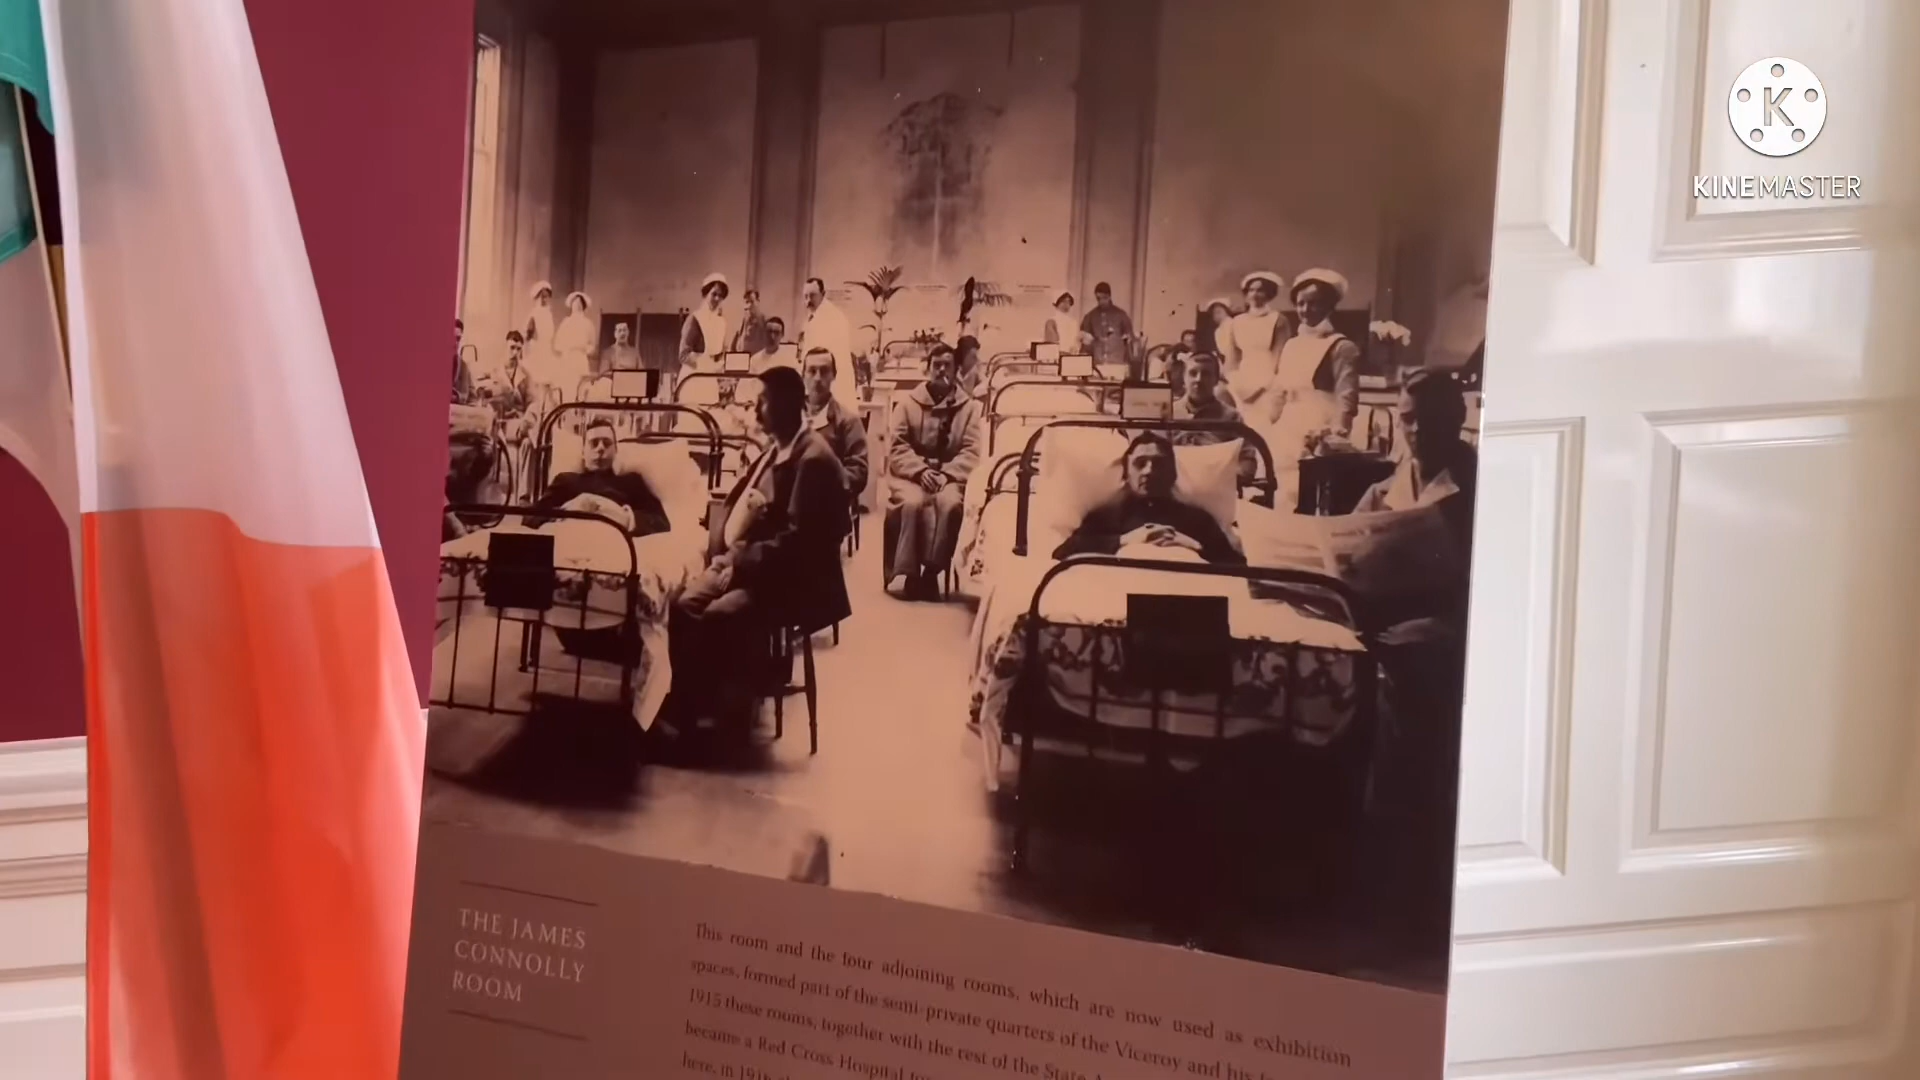 K
KINEMASTER
THE JAMES
CONNOLLY
ROOM
This room and the four adjoining rooms, which are now used as exhibition
spaces, formed part of the semi-private quarters of the Viceroy and his
1915 these rooms, together with the rest of the State
became a Red Cross Hospital
here, in 1916